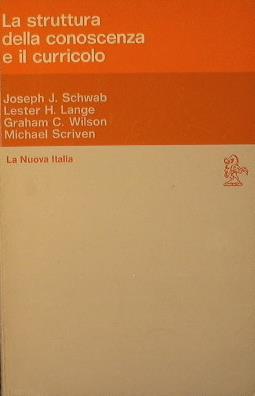 La struttura
della conoscenza
e il curricolo
Joseph J. Schwab
Lester H. Lange
Graham C. Wilson
Michael Scriven
La Nuova Italia